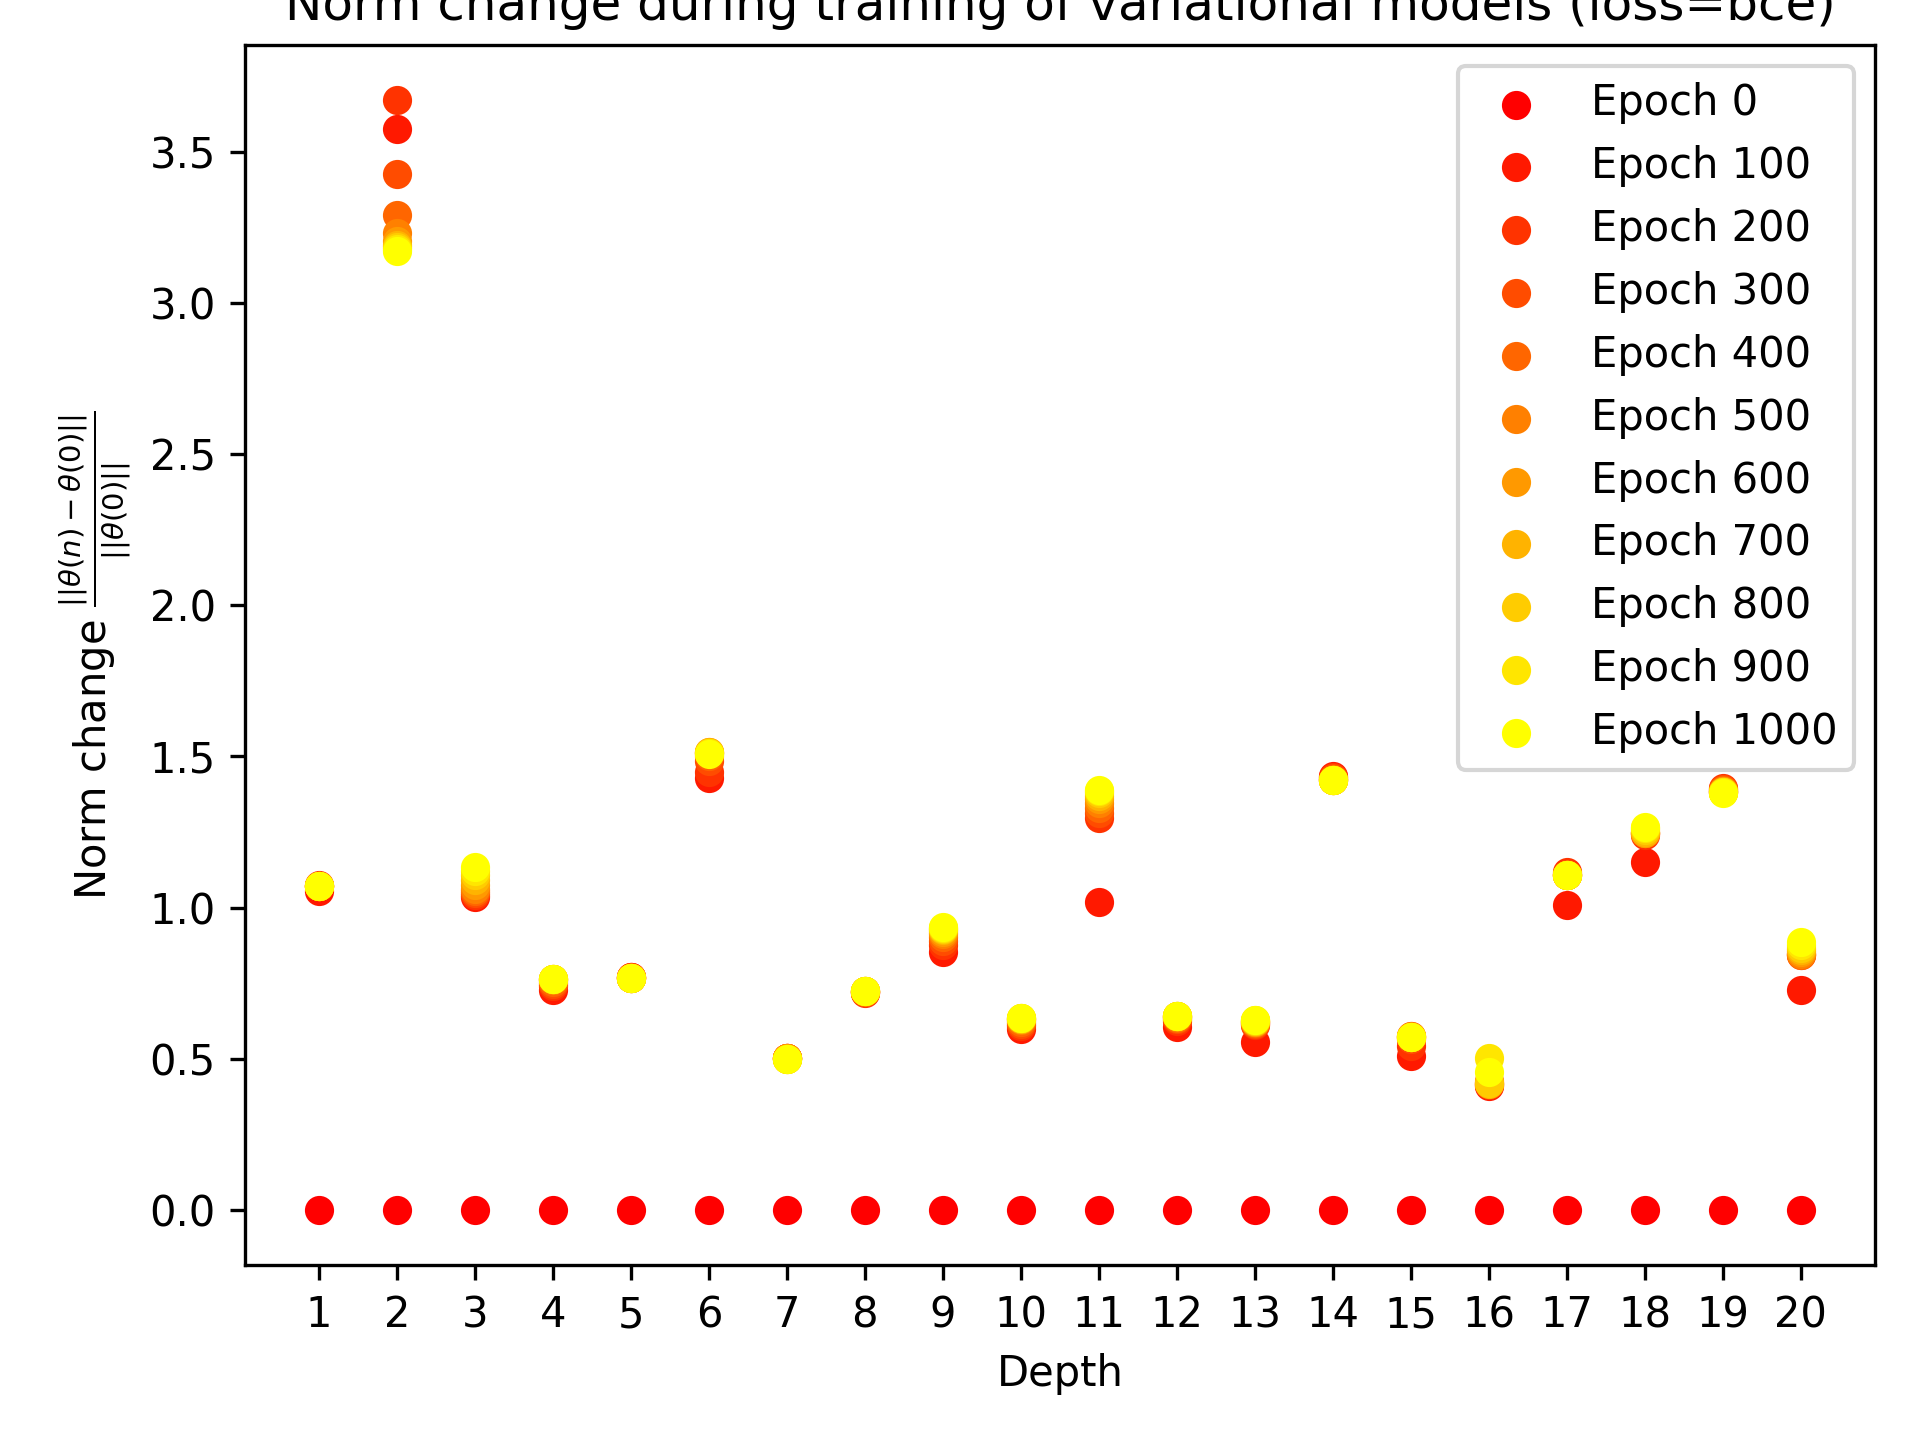 Norm change during training of variational models (loss=bce)
Norm change ||θ(n) − θ(0)|| / ||θ(0)||
3.5
3.0
2.5
2.0
1.5
1.0
0.5
0.0
Epoch 0
Epoch 100
Epoch 200
Epoch 300
Epoch 400
Epoch 500
Epoch 600
Epoch 700
Epoch 800
Epoch 900
Epoch 1000
1 2 3 4 5 6 7 8 9 10 11 12 13 14 15 16 17 18 19 20
Depth